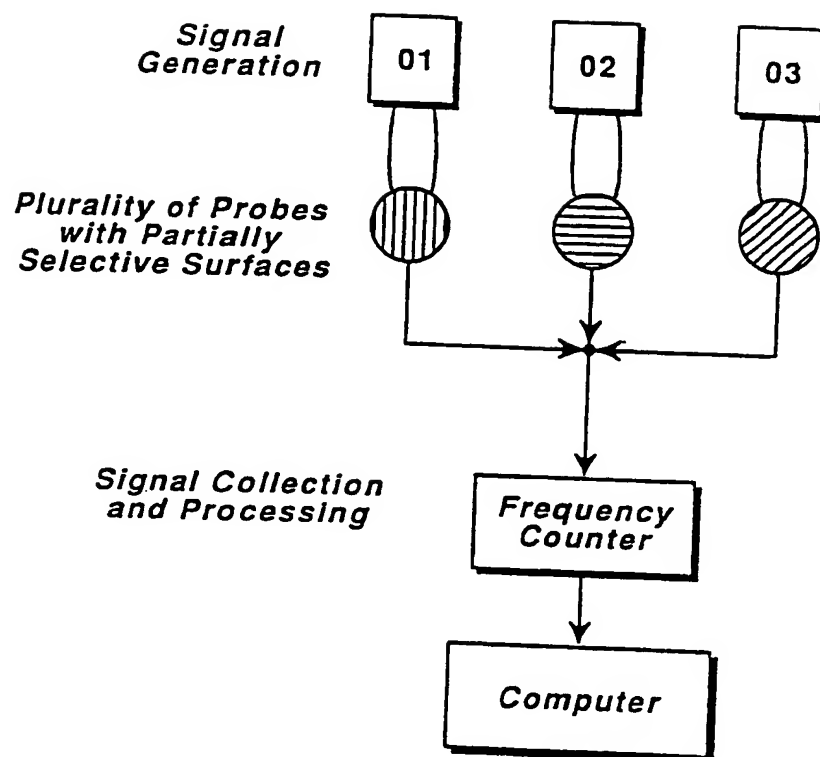 Signal
Generation
01
02
03
Plurality of Probes
with Partially
Selective Surfaces
Signal Collection
and Processing
Frequency
Counter
Computer